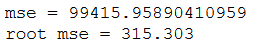 mse = 99415.95890410959
root mse = 315.303